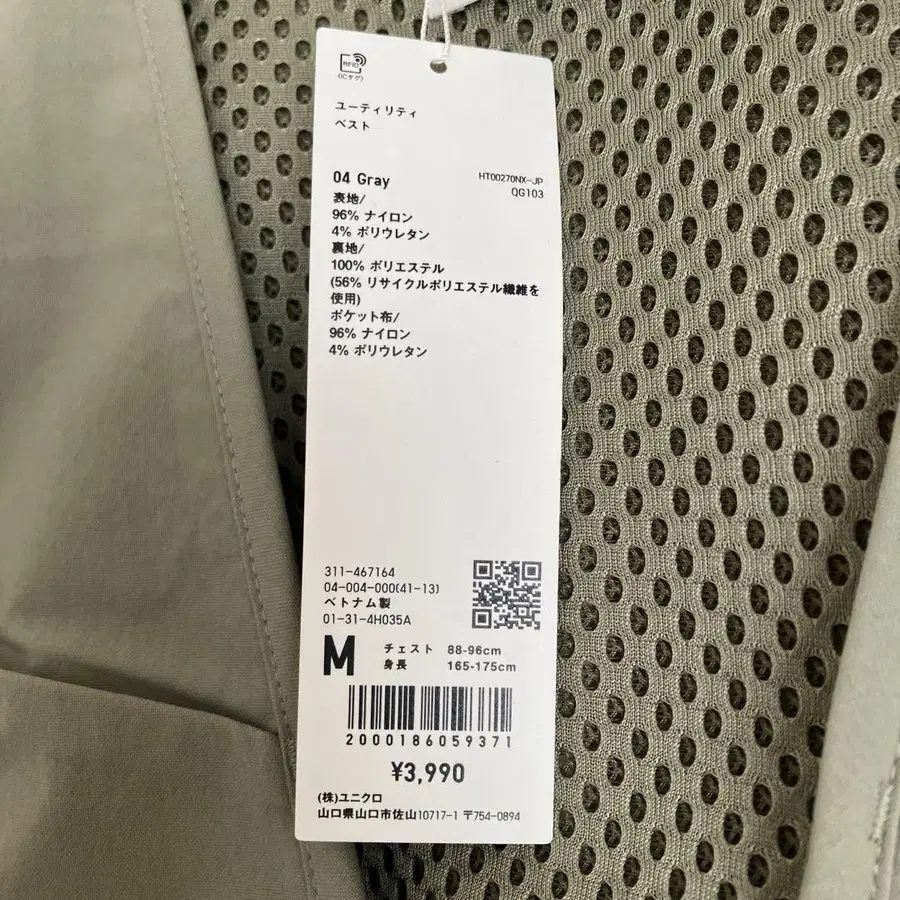 RFID
(ICタグ)
ユーティリティ
ベスト
04 Gray
HT00270NX-JP
QG103
表地/
96% ナイロン
4% ポリウレタン
裏地/
100% ポリエステル
(56% リサイクルポリエステル繊維を
使用)
ポケット布/
96% ナイロン
4% ポリウレタン
311-467164
04-004-000(41-13)
ベトナム製
01-31-4H035A
M チェスト 88-96cm
身長 165-175cm
2000186059371
¥3,990
(株)ユニクロ
山口県山口市佐山10717-1 〒754-0894